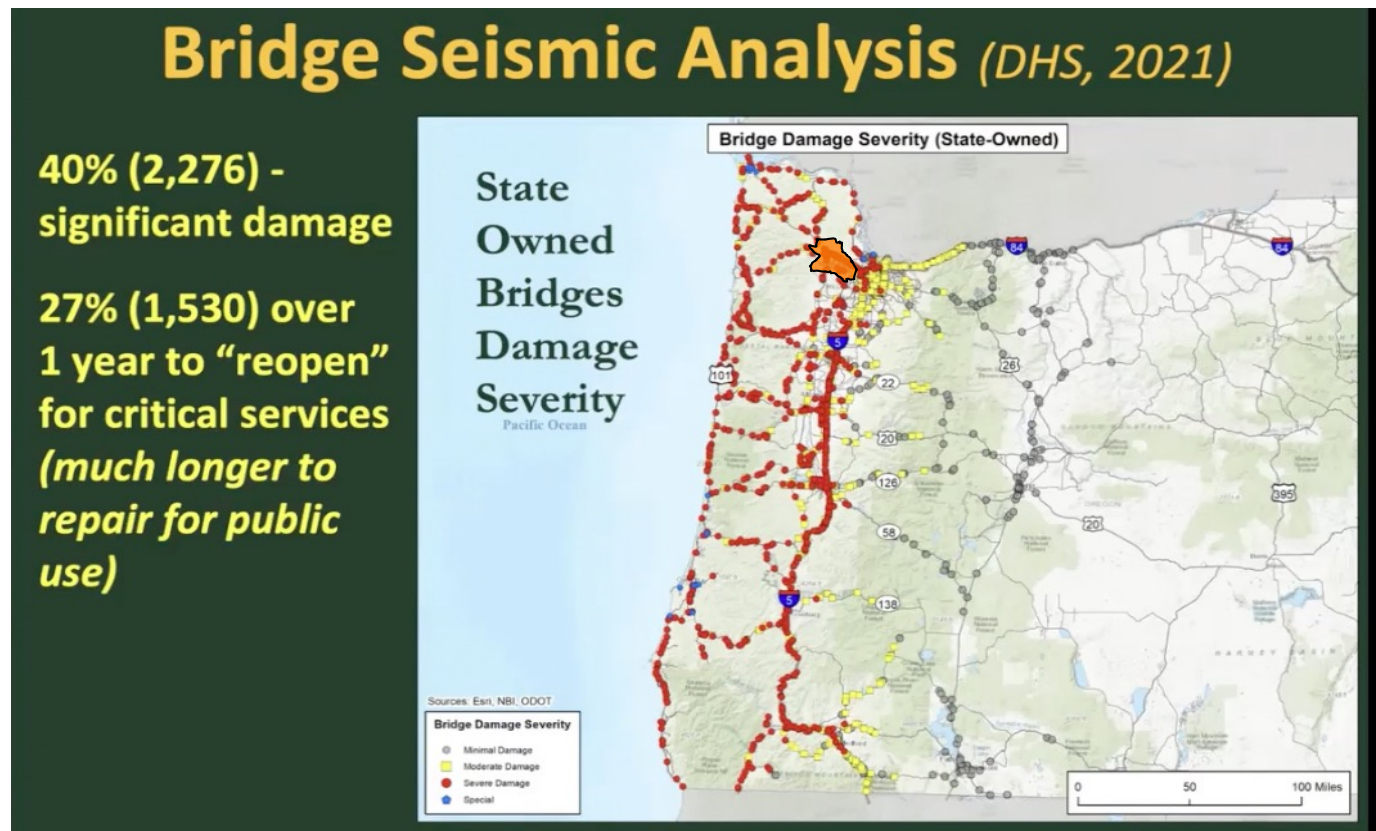 Bridge Seismic Analysis (DHS, 2021)
40% (2,276) -
significant damage
27% (1,530) over
1 year to “reopen”
for critical services
(much longer to
repair for public
use)
Bridge Damage Severity (State-Owned)
State
Owned
Bridges
Damage
Severity
Pacific Ocean
84
84
5
101
26
22
20
126
395
OREGON
20
58
5
138
HARNEY BASIN
Sources: Esri, NBI, ODOT
Bridge Damage Severity
Minimal Damage
Moderate Damage
Severe Damage
Special
0 50 100 Miles